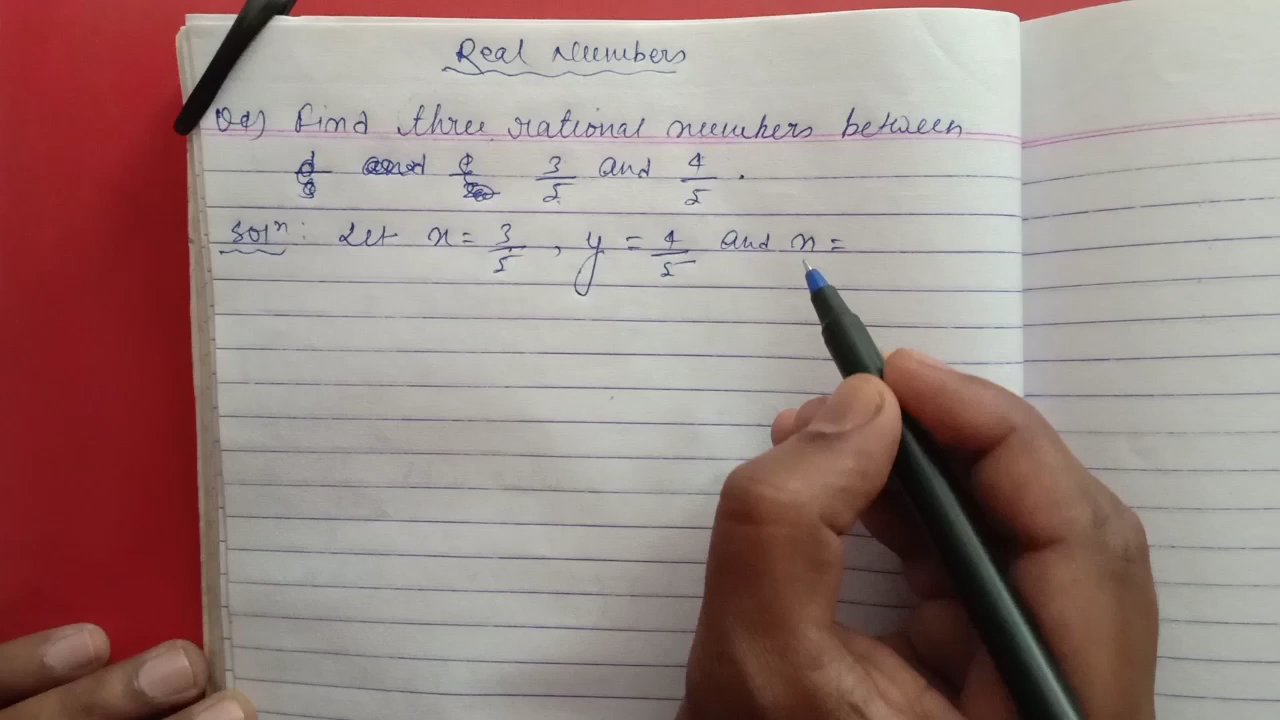 Real Numbers
Q4) Find three rational numbers between
3/5 and 4/5 .
Solⁿ: Let x = 3/5 , y = 4/5 and n =